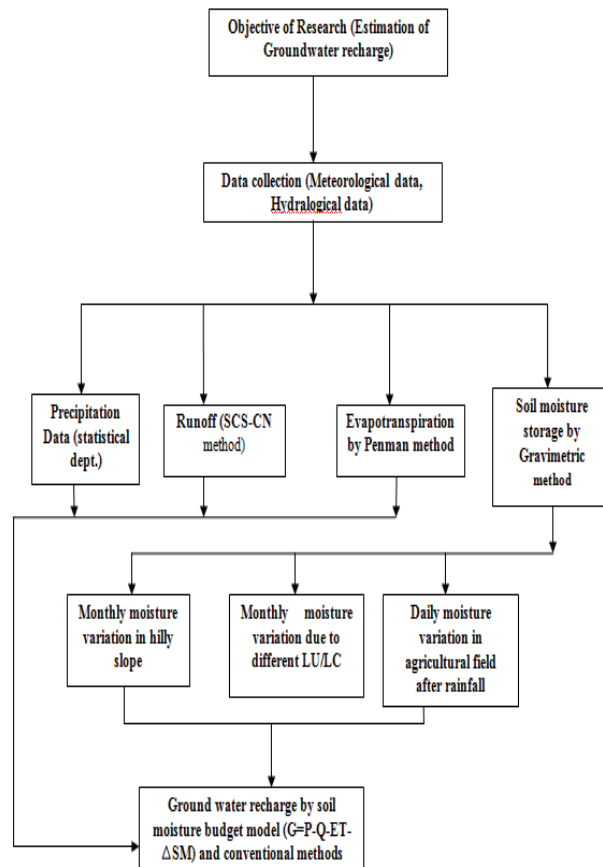 Objective of Research (Estimation of
Groundwater recharge)
Data collection (Meteorological data,
Hydralogical data)
Precipitation
Data (statistical
dept.)
Runoff (SCS-CN
method)
Evapotranspiration
by Penman method
Soil moisture
storage by
Gravimetric
method
Monthly moisture
variation in hilly
slope
Monthly moisture
variation due to
different LU/LC
Daily moisture
variation in
agricultural field
after rainfall
Ground water recharge by soil
moisture budget model (G=P-Q-ET-
△SM) and conventional methods